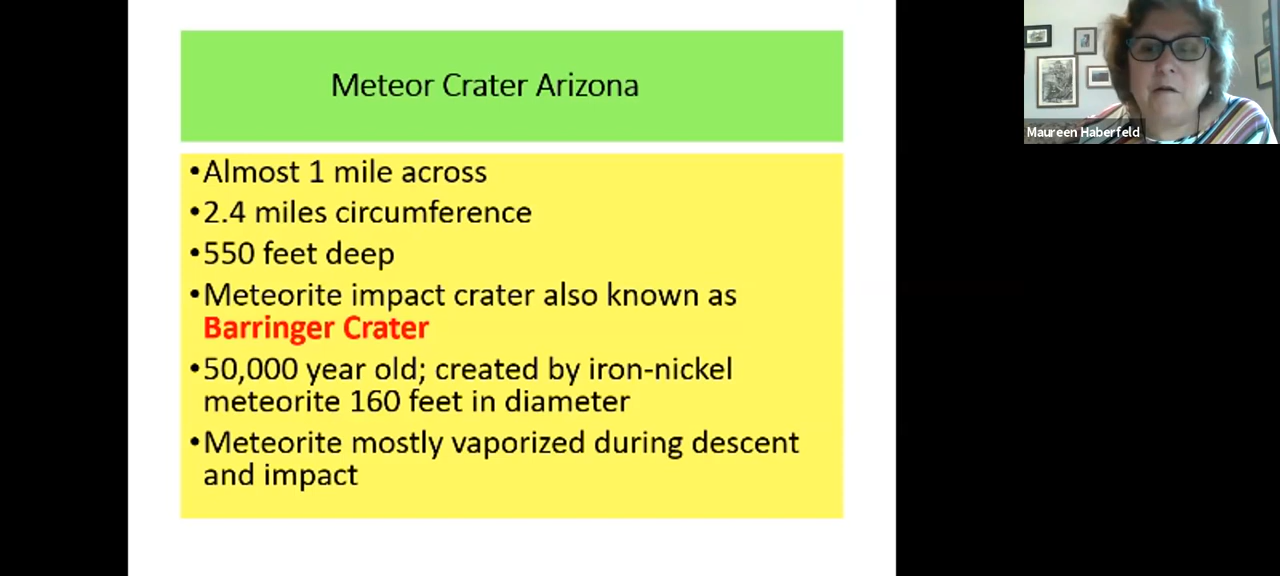 Meteor Crater Arizona
•Almost 1 mile across
•2.4 miles circumference
•550 feet deep
•Meteorite impact crater also known as
Barringer Crater
•50,000 year old; created by iron-nickel
meteorite 160 feet in diameter
•Meteorite mostly vaporized during descent
and impact
Maureen Haberfeld